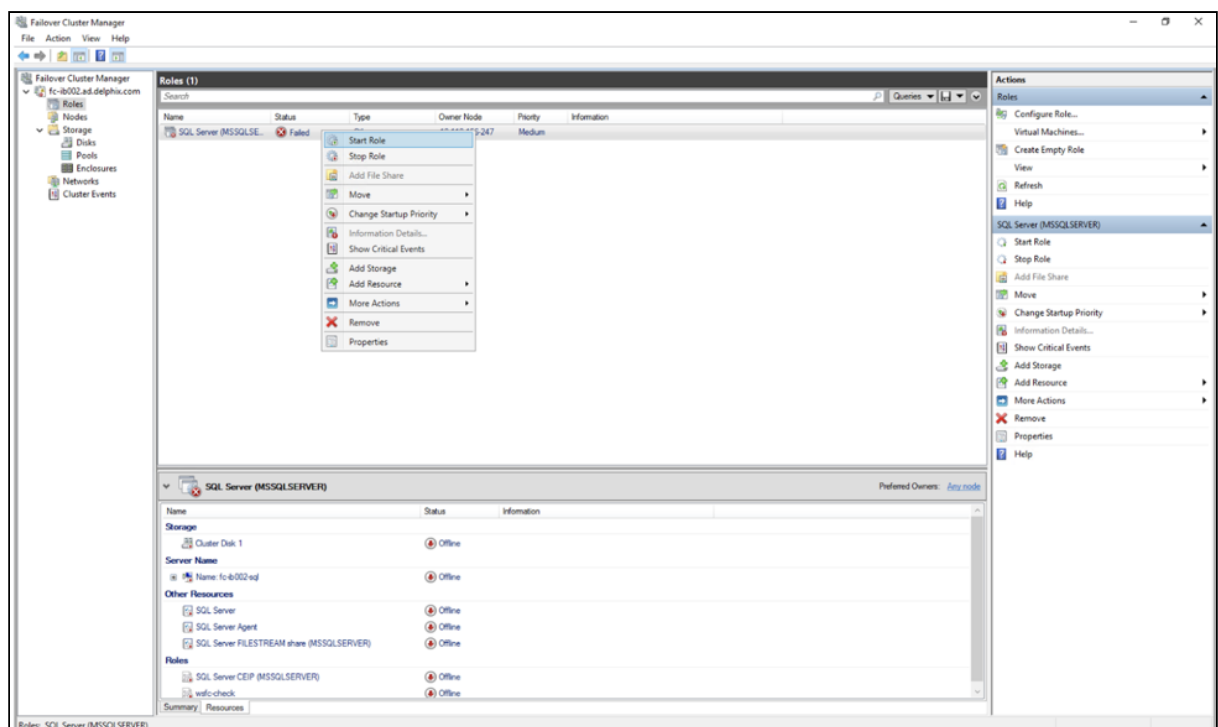 Failover Cluster Manager
File Action View Help
Failover Cluster Manager
fc-ib002.ad.delphix.com
Roles
Nodes
Storage
Disks
Pools
Enclosures
Networks
Cluster Events
Roles (1)
Search
Queries
Name Status Type Owner Node Priority Information
SQL Server (MSSQLSE... Failed Medium
Start Role
Stop Role
Add File Share
Move
Change Startup Priority
Information Details...
Show Critical Events
Add Storage
Add Resource
More Actions
Remove
Properties
SQL Server (MSSQLSERVER)
Preferred Owners: Any node
Name Status Information
Storage
Cluster Disk 1 Offline
Server Name
Name: fc-ib002-sql Offline
Other Resources
SQL Server Offline
SQL Server Agent Offline
SQL Server FILESTREAM share (MSSQLSERVER) Offline
Roles
SQL Server CEIP (MSSQLSERVER) Offline
wsfc-check Offline
Summary Resources
Actions
Roles
Configure Role...
Virtual Machines...
Create Empty Role
View
Refresh
Help
SQL Server (MSSQLSERVER)
Start Role
Stop Role
Add File Share
Move
Change Startup Priority
Information Details...
Show Critical Events
Add Storage
Add Resource
More Actions
Remove
Properties
Help
Roles: SQL Server (MSSQLSERVER)